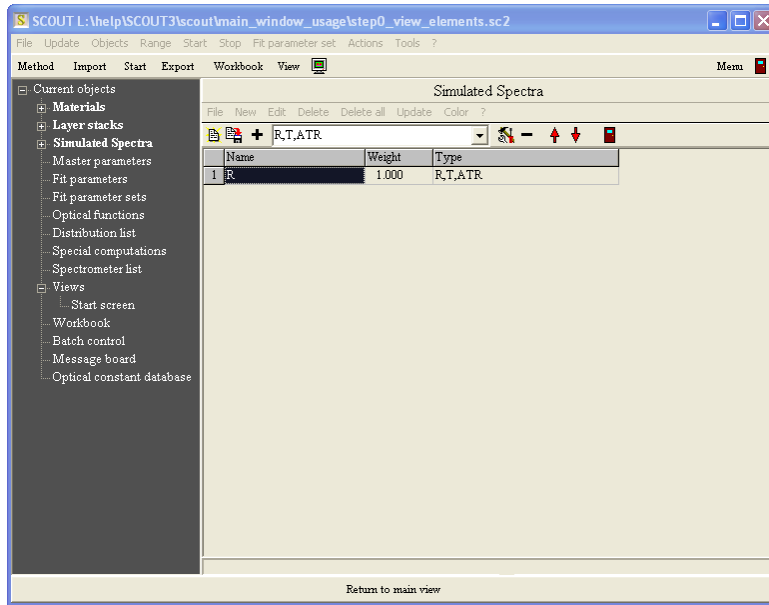 SCOUT L:\help\SCOUT3\scout\main_window_usage\step0_view_elements.sc2
File Update Objects Range Start Stop Fit parameter set Actions Tools ?
Method Import Start Export Workbook View Menu
Current objects
Materials
Layer stacks
Simulated Spectra
Master parameters
Fit parameters
Fit parameter sets
Optical functions
Distribution list
Special computations
Spectrometer list
Views
Start screen
Workbook
Batch control
Message board
Optical constant database
Simulated Spectra
File New Edit Delete Delete all Update Color ?
R,T,ATR
Name Weight Type
1 R 1.000 R,T,ATR
Return to main view